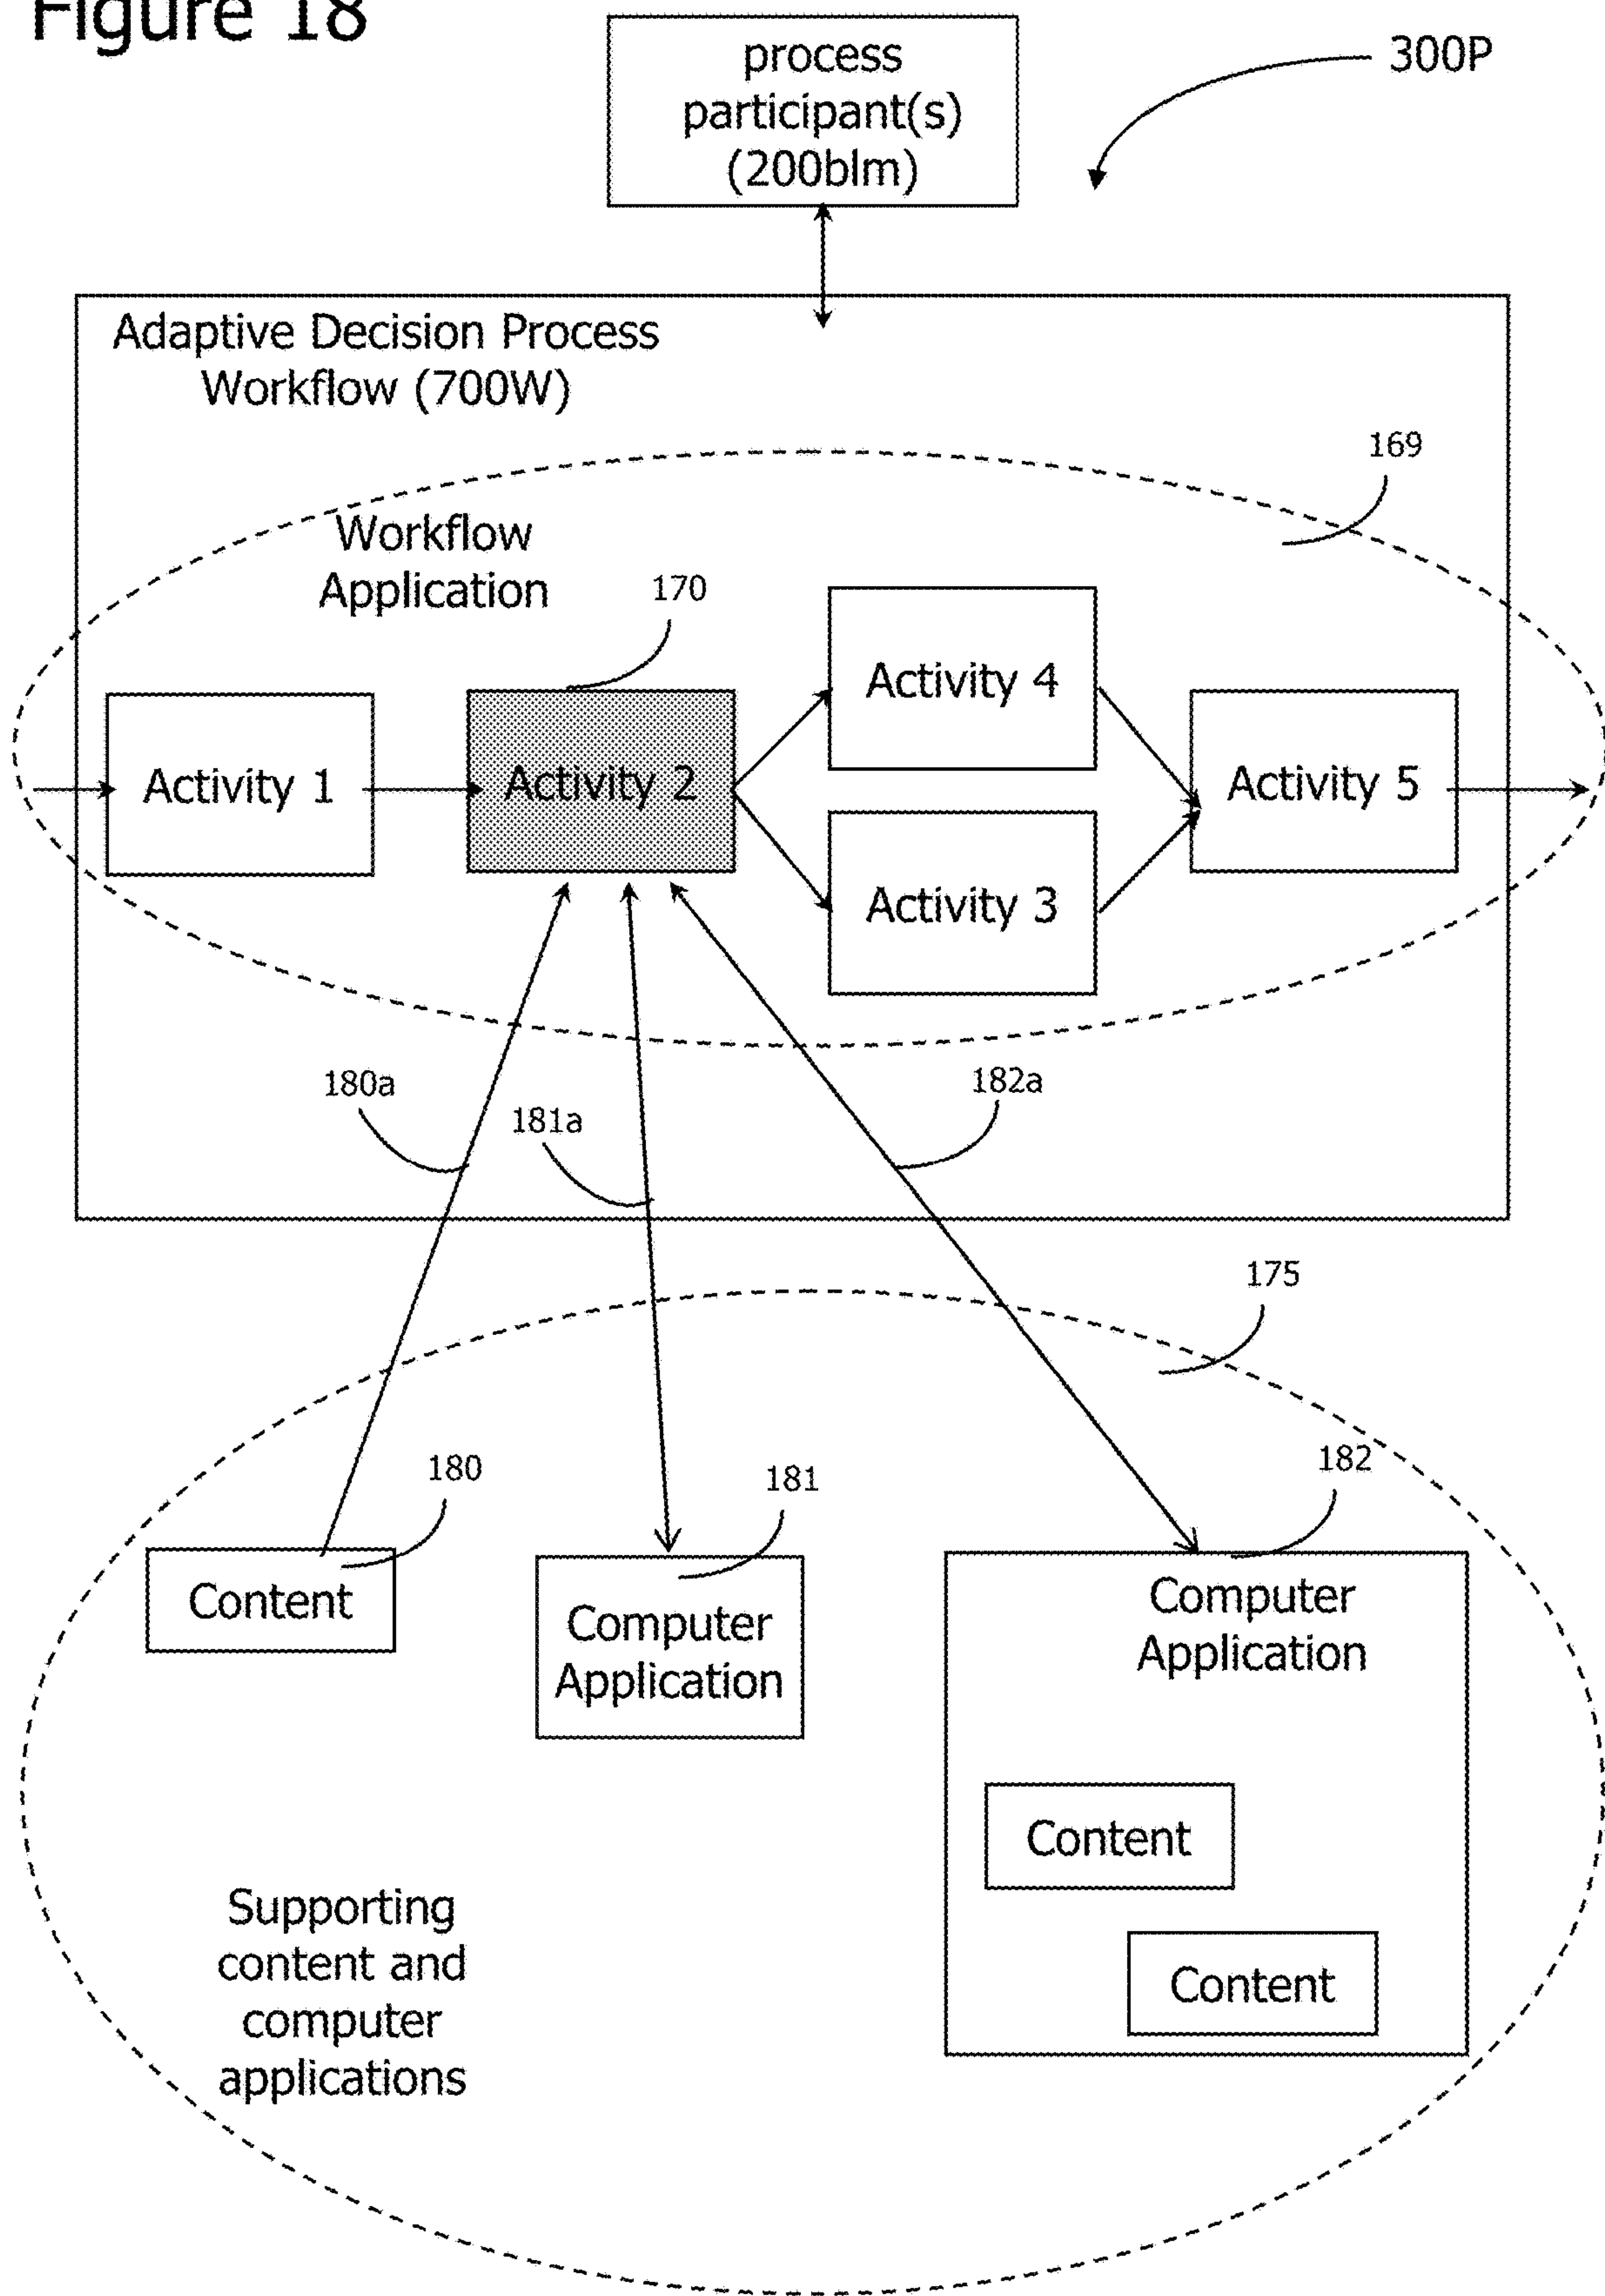 Figure 18
process
participant(s)
(200blm)
300P
Adaptive Decision Process
Workflow (700W)
169
Workflow
Application
170
Activity 4
Activity 1
Activity 2
Activity 5
Activity 3
180a
182a
181a
175
180
181
182
Content
Computer
Application
Computer
Application
Content
Supporting
content and
computer
applications
Content